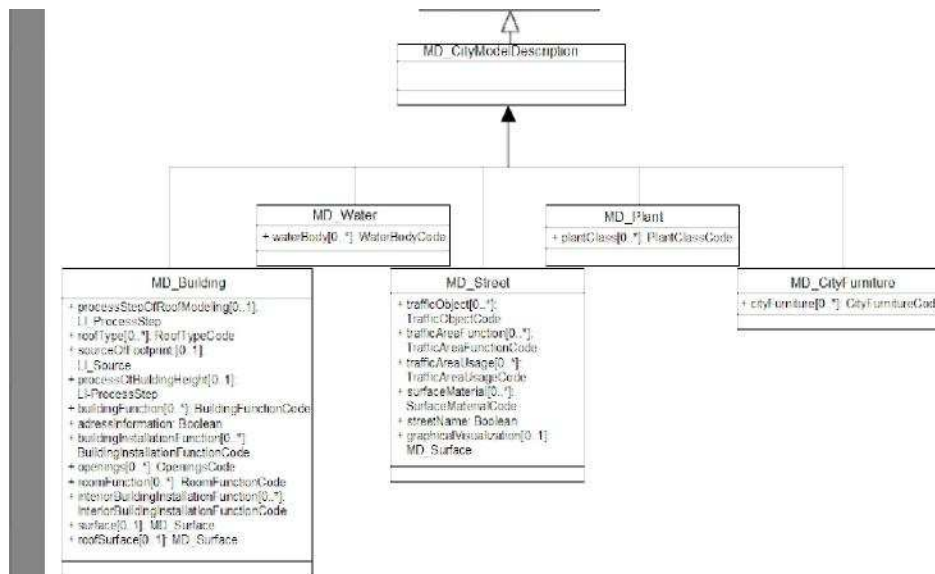 MD_CityModelDescription
MD_Water
+ waterBody[0..*]: WaterBodyCode
MD_Plant
+ plantClass[0..*]: PlantClassCode
MD_Building
+ processStepOfRoofModeling[0..1]:
LI_ProcessStep
+ roofType[0..*]: RoofTypeCode
+ sourceOfFootprint[0..1]
LI_Source
+ processOfBuildingHeight[0..1]
LI-ProcessStep
+ buildingFunction[0..*]: BuildingFunctionCode
+ adressInformation: Boolean
+ buildingInstallationFunction[0..*]
BuildingInstallationFunctionCode
+ openings[0..*]: OpeningsCode
+ roomFunction[0..*]: RoomFunctionCode
+ interiorBuildingInstallationFunction[0..*]:
InteriorBuildingInstallationFunctionCode
+ surface[0..1]: MD_Surface
+ roofSurface[0..1]: MD_Surface
MD_Street
+ trafficObject[0..*]:
TrafficObjectCode
+ trafficAreaFunction[0..*]:
TrafficAreaFunctionCode
+ trafficAreaUsage[0..*]:
TrafficAreaUsageCode
+ surfaceMaterial[0..*]:
SurfaceMaterialCode
+ streetName: Boolean
+ graphicalVisualization[0..1]
MD_Surface
MD_CityFurniture
+ cityFurniture[0..*]: CityFurnitureCod